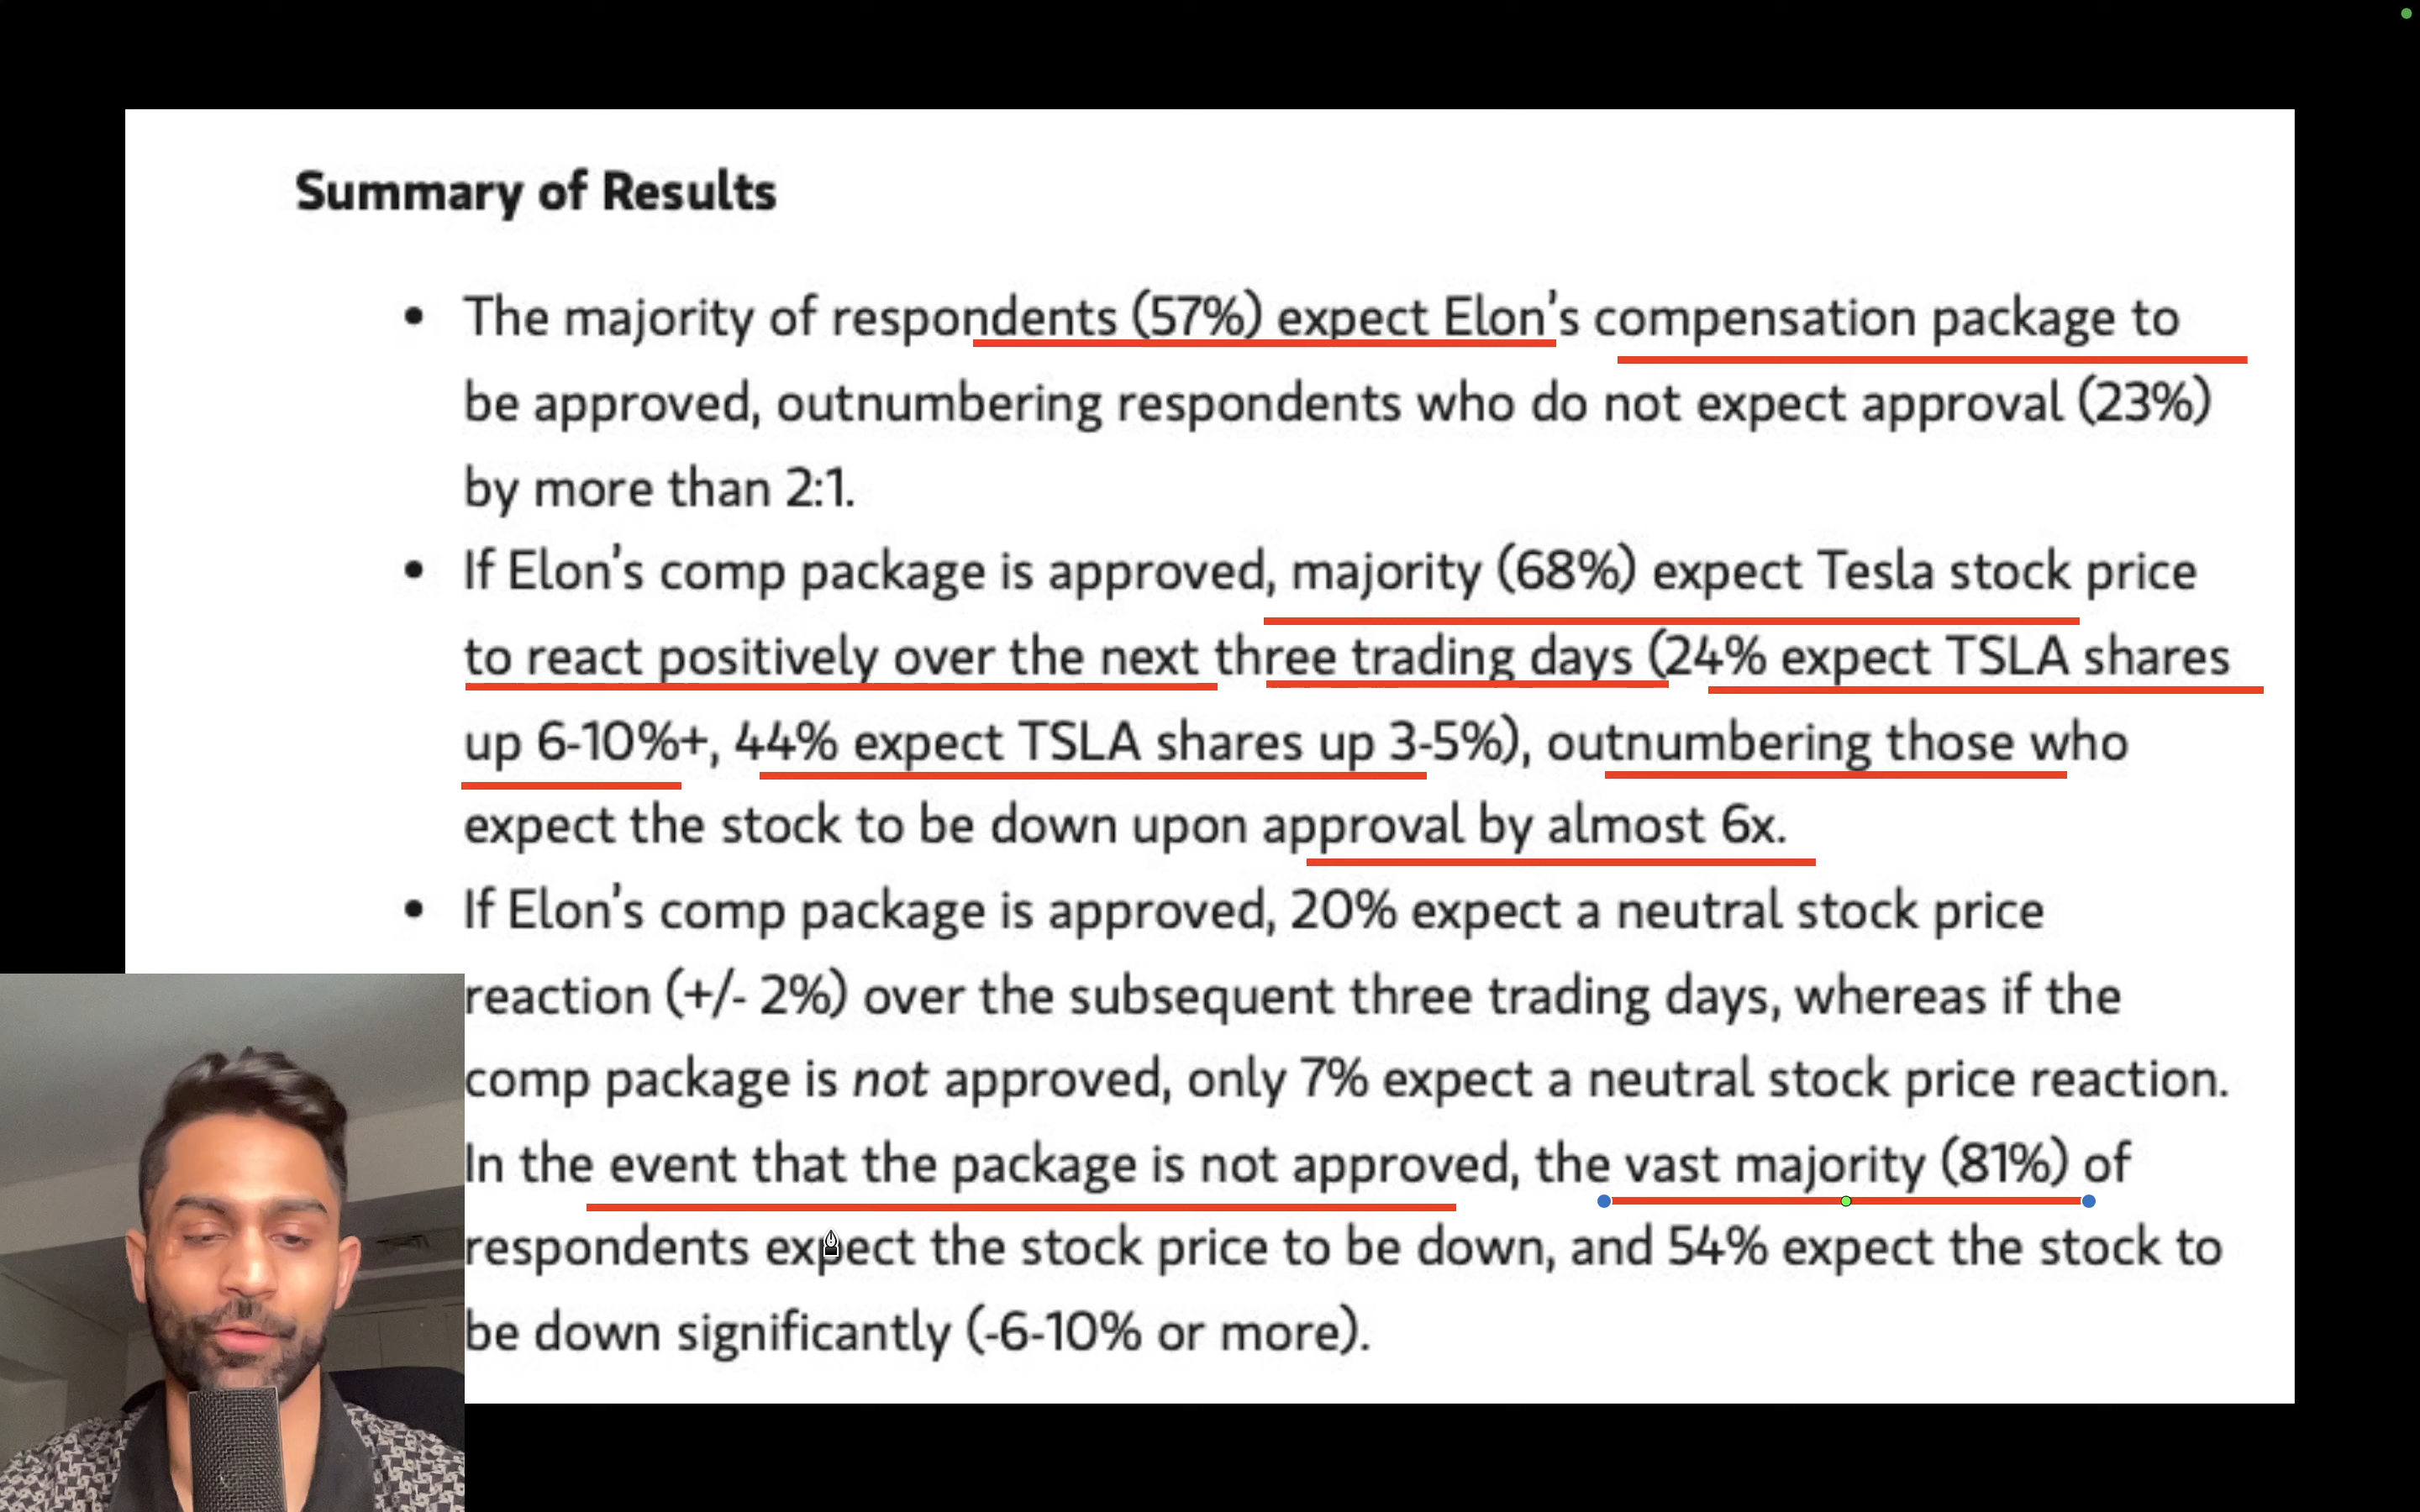 Summary of Results
• The majority of respondents (57%) expect Elon's compensation package to
be approved, outnumbering respondents who do not expect approval (23%)
by more than 2:1.
• If Elon's comp package is approved, majority (68%) expect Tesla stock price
to react positively over the next three trading days (24% expect TSLA shares
up 6-10%+, 44% expect TSLA shares up 3-5%), outnumbering those who
expect the stock to be down upon approval by almost 6x.
• If Elon's comp package is approved, 20% expect a neutral stock price
reaction (+/- 2%) over the subsequent three trading days, whereas if the
comp package is not approved, only 7% expect a neutral stock price reaction.
In the event that the package is not approved, the vast majority (81%) of
respondents expect the stock price to be down, and 54% expect the stock to
be down significantly (-6-10% or more).